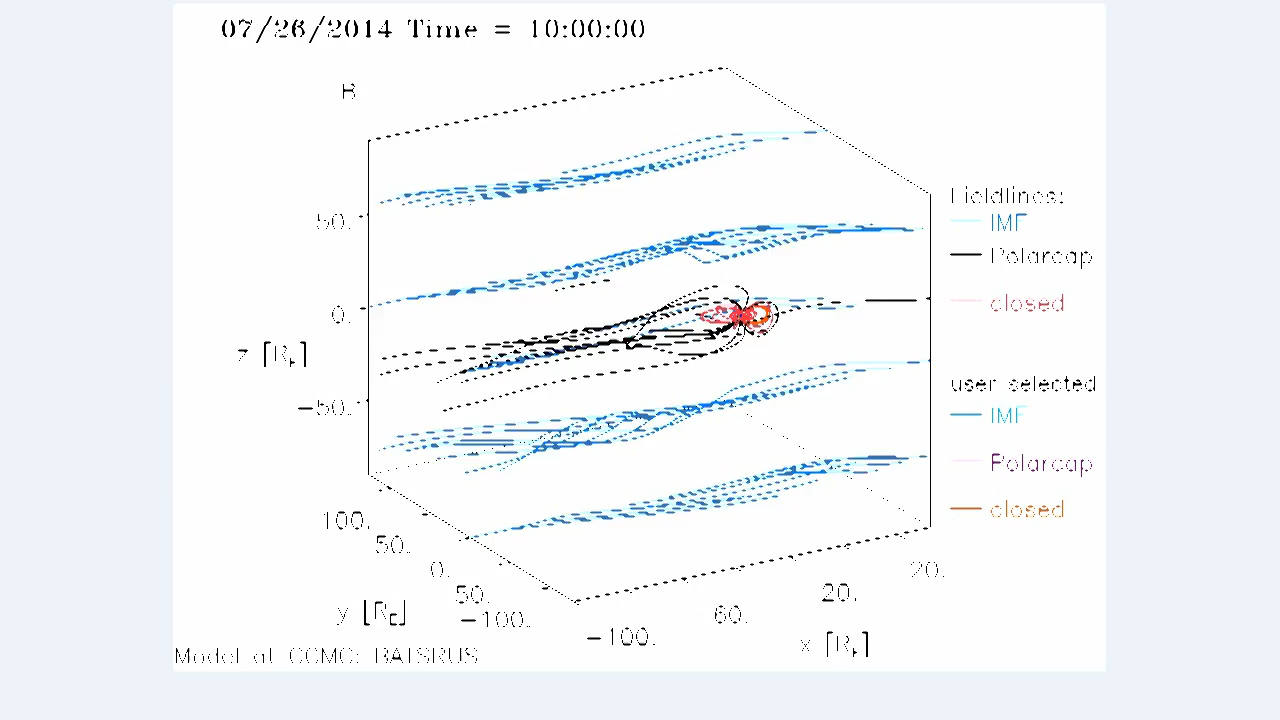 07/26/2014 Time = 10:00:00
B
Fieldlines:
IMF
Polarcap
closed
50.
0.
z [R
−50.
user selected
IMF
Polarcap
closed
100.
50.
0.
50.
−100.
y [R
−100.
60.
20.
20.
x [R
Model at CCMC: BATSRUS